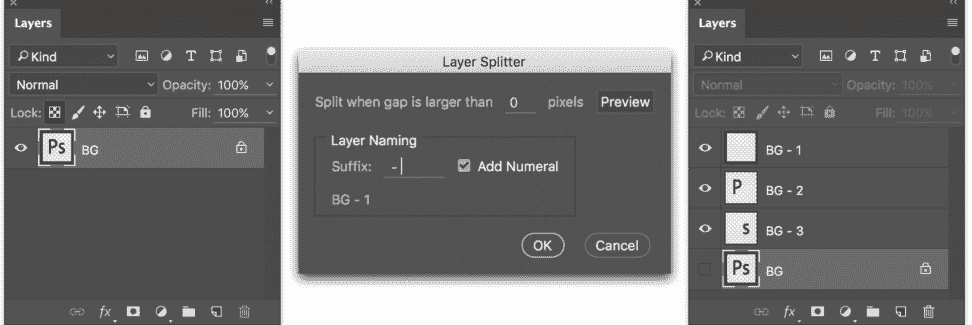 Layers
Kind
Normal Opacity: 100%
Lock: Fill: 100%
Ps BG
fx
Layer Splitter
Split when gap is larger than 0 pixels Preview
Layer Naming
Suffix: - Add Numeral
BG - 1
OK Cancel
Layers
Kind
Normal Opacity: 100%
Lock: Fill: 100%
BG - 1
P BG - 2
s BG - 3
Ps BG
fx